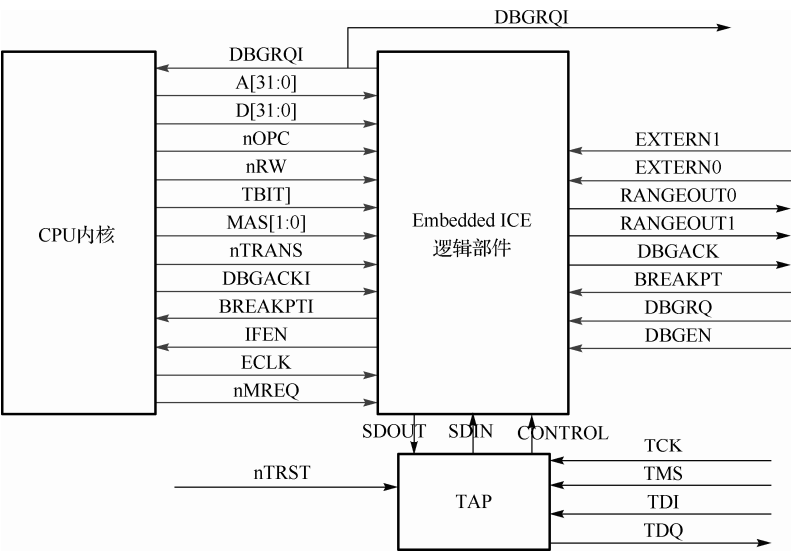 DBGRQI
DBGRQI
A[31:0]
D[31:0]
nOPC
nRW
TBIT]
MAS[1:0]
nTRANS
DBGACKI
BREAKPTI
IFEN
ECLK
nMREQ
CPU内核
Embedded ICE
逻辑部件
EXTERN1
EXTERN0
RANGEOUT0
RANGEOUT1
DBGACK
BREAKPT
DBGRQ
DBGEN
SDOUT
SDIN
CONTROL
nTRST
TAP
TCK
TMS
TDI
TDQ